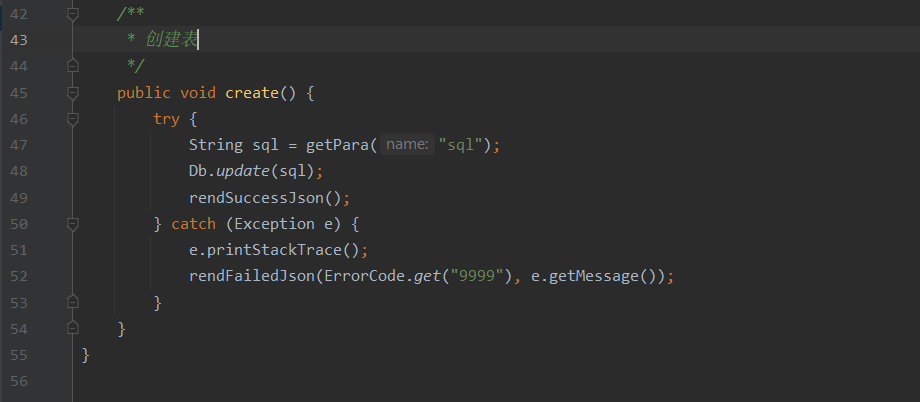 42 /**
43 * 创建表
44 */
45 public void create() {
46 try {
47 String sql = getPara( name: "sql");
48 Db.update(sql);
49 rendSuccessJson();
50 } catch (Exception e) {
51 e.printStackTrace();
52 rendFailedJson(ErrorCode.get("9999"), e.getMessage());
53 }
54 }
55 }
56